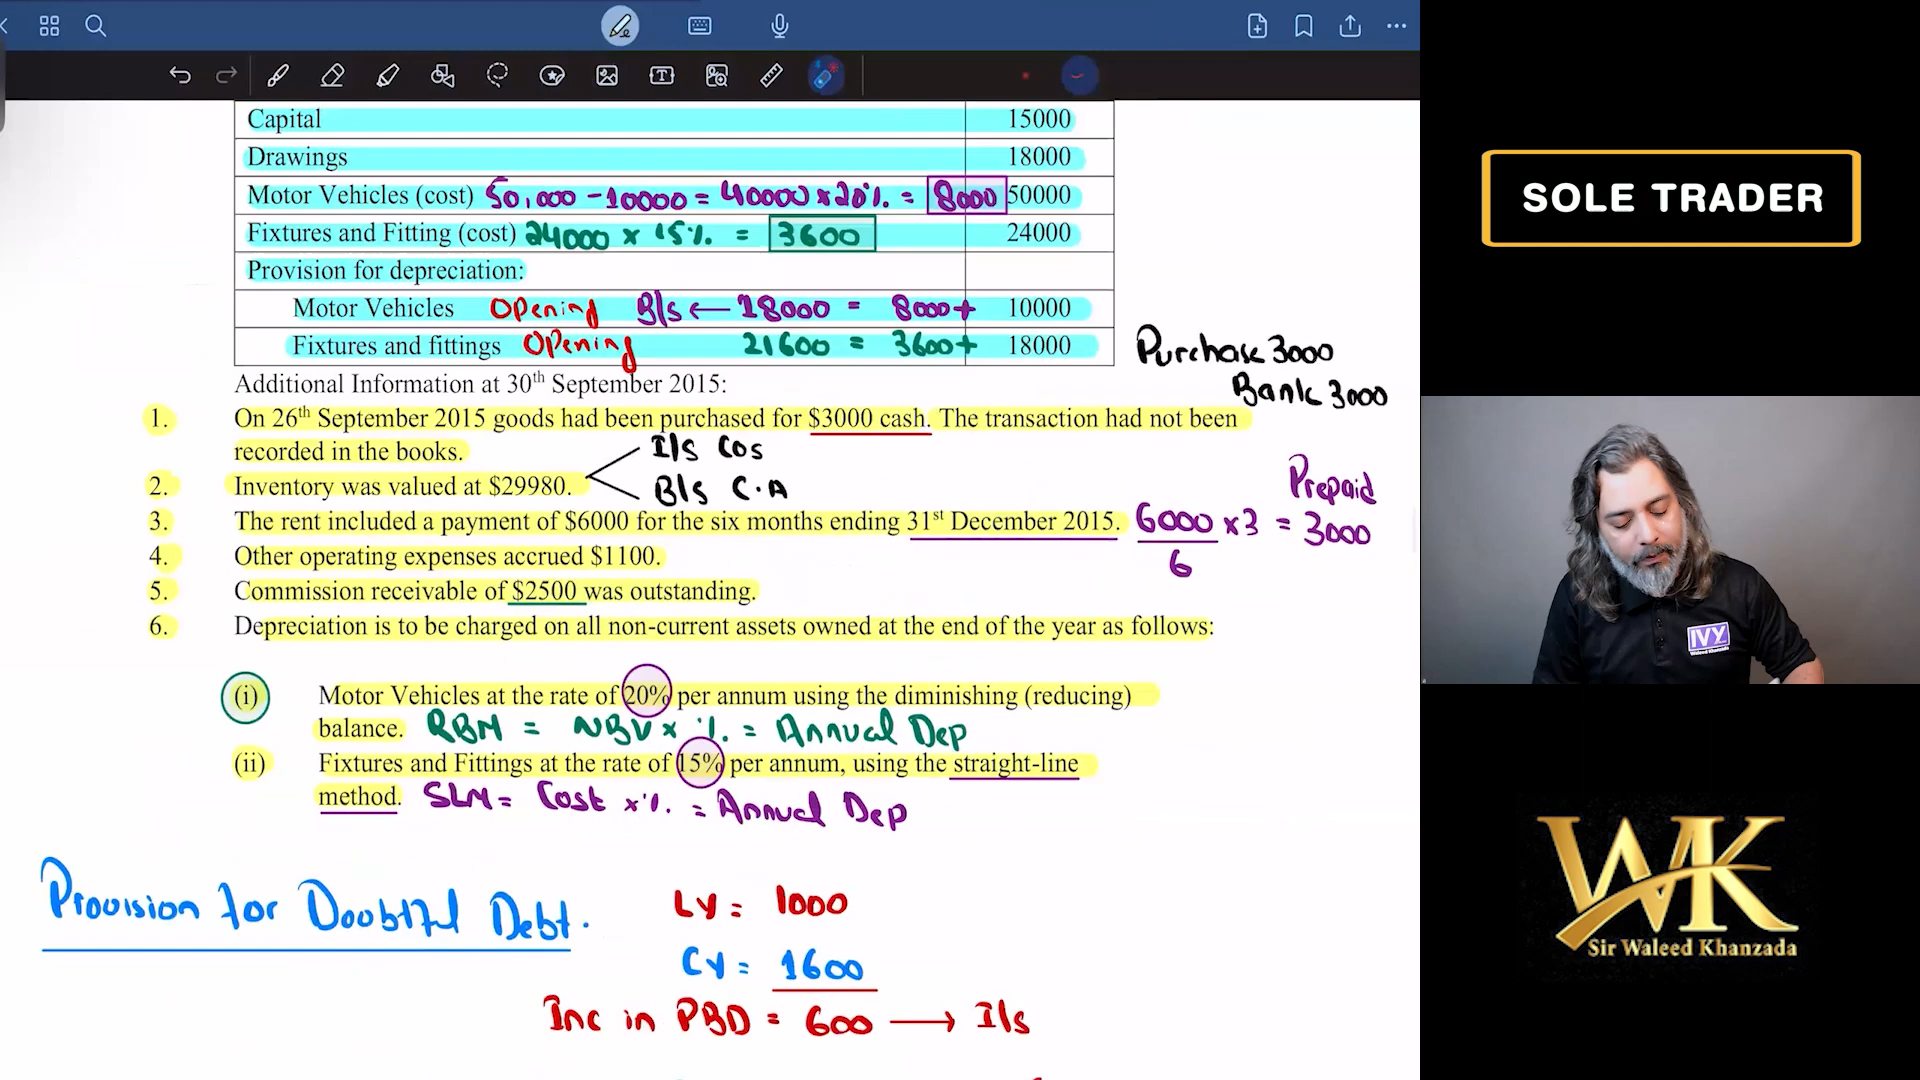 Capital 15000
Drawings 18000
Motor Vehicles (cost) 50,000 - 10000 = 40000 x 20% = 8000 50000
Fixtures and Fitting (cost) 24000 x 15% = 3600 24000
Provision for depreciation:
Motor Vehicles Opening B/s ← 18000 = 8000+ 10000
Fixtures and fittings Opening 21600 = 3600+ 18000
Purchase 3000
Bank 3000
Additional Information at 30th September 2015:
1. On 26th September 2015 goods had been purchased for $3000 cash. The transaction had not been
recorded in the books.
I/s COS
2. Inventory was valued at $29980.
B/s C.A
Prepaid
3. The rent included a payment of $6000 for the six months ending 31st December 2015. 6000 x 3 = 3000
6
4. Other operating expenses accrued $1100.
5. Commission receivable of $2500 was outstanding.
6. Depreciation is to be charged on all non-current assets owned at the end of the year as follows:
(i) Motor Vehicles at the rate of 20% per annum using the diminishing (reducing)
balance. RBM = NBV x %. = Annual Dep
(ii) Fixtures and Fittings at the rate of 15% per annum, using the straight-line
method. SLM = Cost x %. = Annual Dep
Provision for Doubtful Debt.
LY = 1000
CY = 1600
Inc in PBD = 600 → I/s
SOLE TRADER
IVY
Waleed Khanzada
WK
Sir Waleed Khanzada